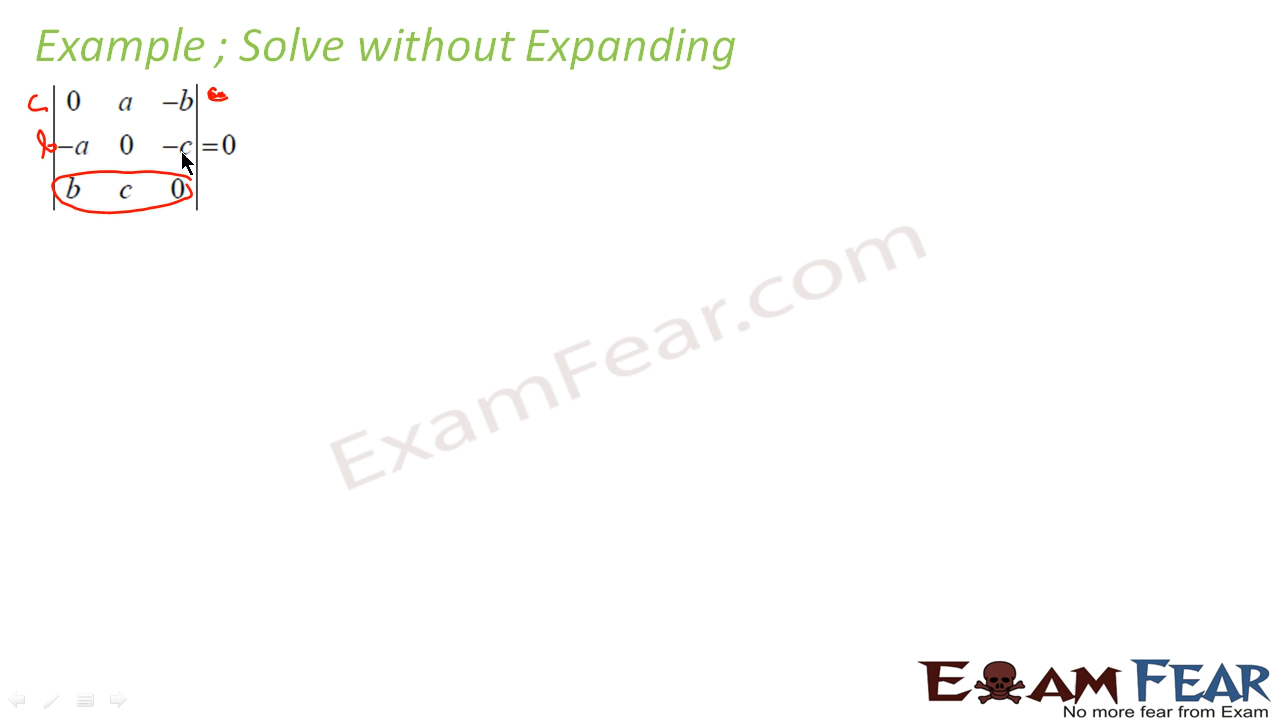 Example ; Solve without Expanding
c | 0 a −b |
b | −a 0 −c | = 0
| b c 0 |
ExamFear.com
EXAM FEAR
No more fear from Exam